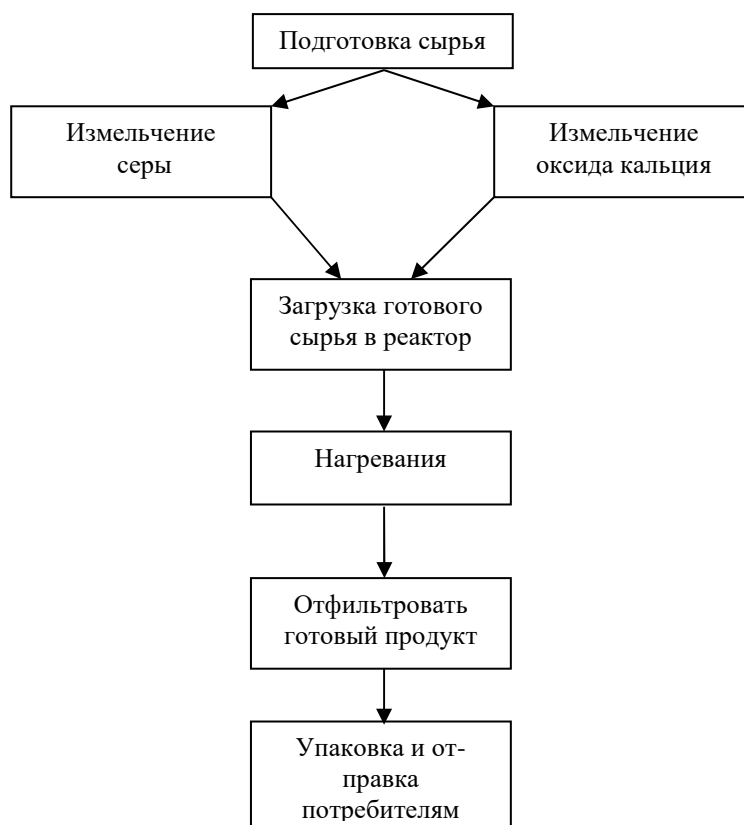 Подготовка сырья
Измельчение
серы
Измельчение
оксида кальция
Загрузка готового
сырья в реактор
Нагревания
Отфильтровать
готовый продукт
Упаковка и от-
правка
потребителям